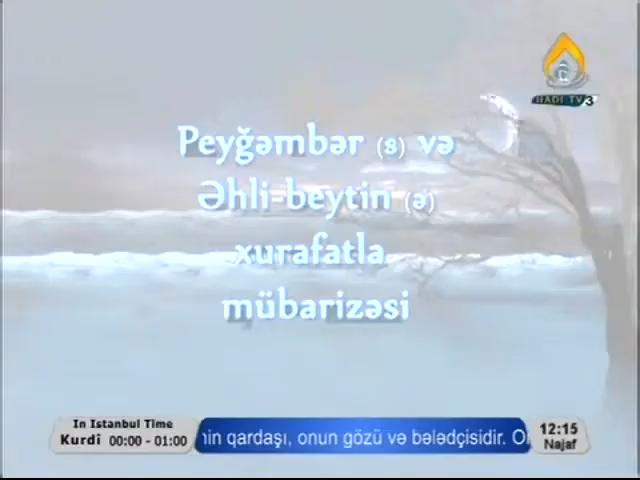 HADI TV 3
Peyğəmbər (s) və
Əhli-beytin (ə)
xurafatla
mübarizəsi
In Istanbul Time
Kurdî 00:00 - 01:00
nin qardaşı, onun gözü və bələdçisidir. O
12:15
Najaf